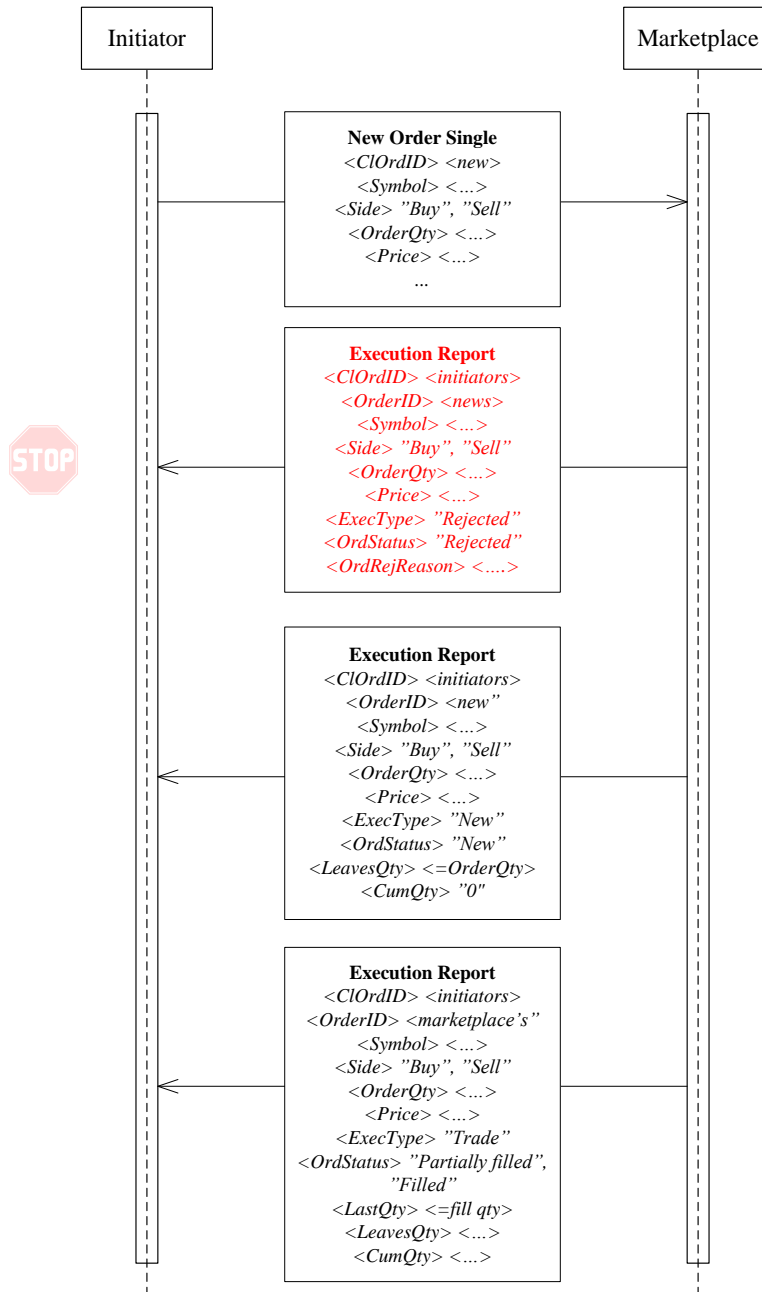 Initiator
Marketplace
New Order Single
<ClOrdID> <new>
<Symbol> <...>
<Side> ”Buy”, ”Sell”
<OrderQty> <...>
<Price> <...>
...
Execution Report
<ClOrdID> <initiators>
<OrderID> <news>
<Symbol> <...>
<Side> ”Buy”, ”Sell”
<OrderQty> <...>
<Price> <...>
<ExecType> ”Rejected”
<OrdStatus> ”Rejected”
<OrdRejReason> <....>
STOP
Execution Report
<ClOrdID> <initiators>
<OrderID> <new”
<Symbol> <...>
<Side> ”Buy”, ”Sell”
<OrderQty> <...>
<Price> <...>
<ExecType> ”New”
<OrdStatus> ”New”
<LeavesQty> <=OrderQty>
<CumQty> ”0"
Execution Report
<ClOrdID> <initiators>
<OrderID> <marketplace’s”
<Symbol> <...>
<Side> ”Buy”, ”Sell”
<OrderQty> <...>
<Price> <...>
<ExecType> ”Trade”
<OrdStatus> ”Partially filled”,
”Filled”
<LastQty> <=fill qty>
<LeavesQty> <...>
<CumQty> <...>